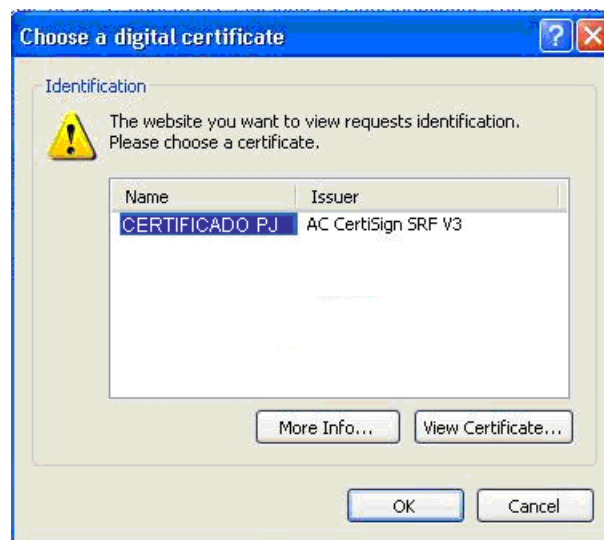 Choose a digital certificate
Identification
The website you want to view requests identification.
Please choose a certificate.
Name Issuer
CERTIFICADO PJ AC CertiSign SRF V3
More Info... View Certificate...
OK Cancel